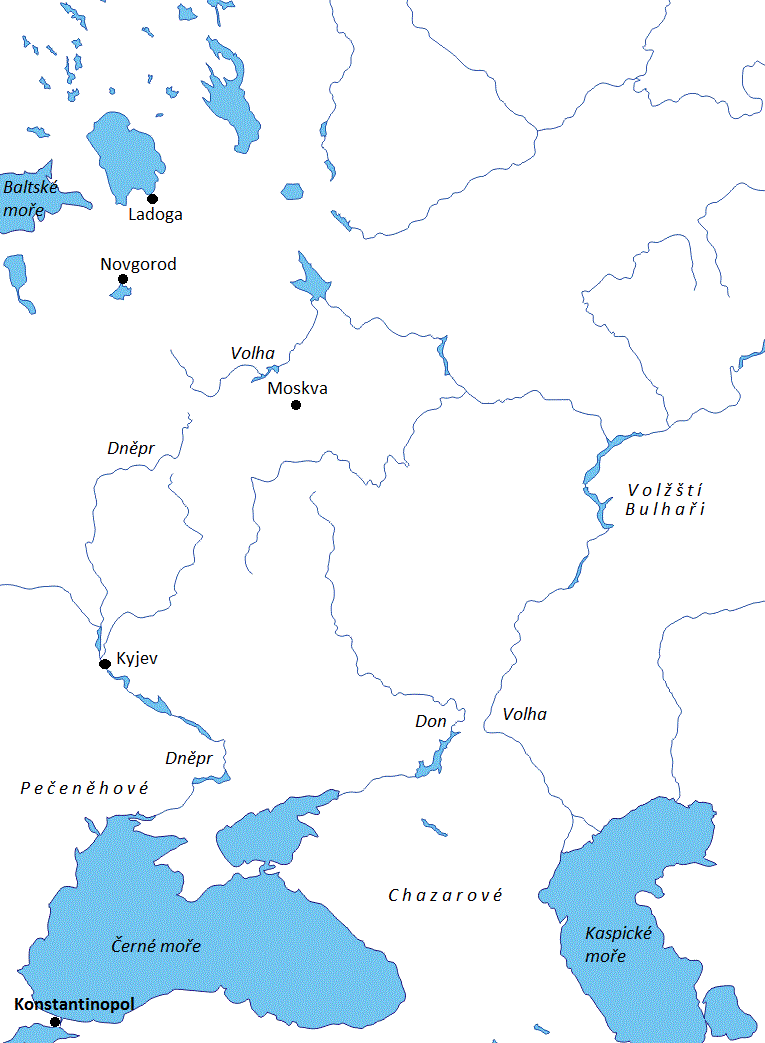 Baltské
moře
Ladoga
Novgorod
Volha
Moskva
Dněpr
Volžští
Bulhaři
Kyjev
Don
Volha
Dněpr
Pečeněhové
Chazarové
Černé moře
Kaspické
moře
Konstantinopol